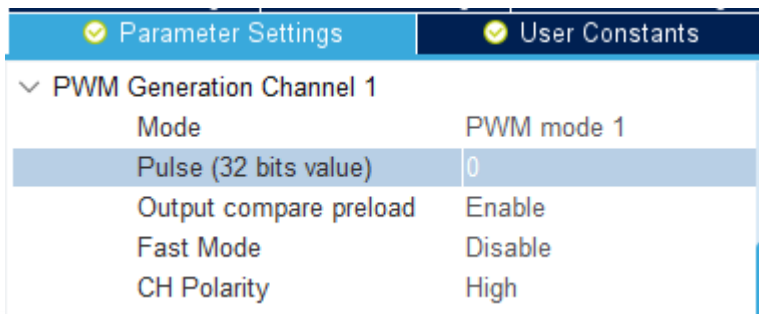 Parameter Settings User Constants
PWM Generation Channel 1
Mode PWM mode 1
Pulse (32 bits value) 0
Output compare preload Enable
Fast Mode Disable
CH Polarity High